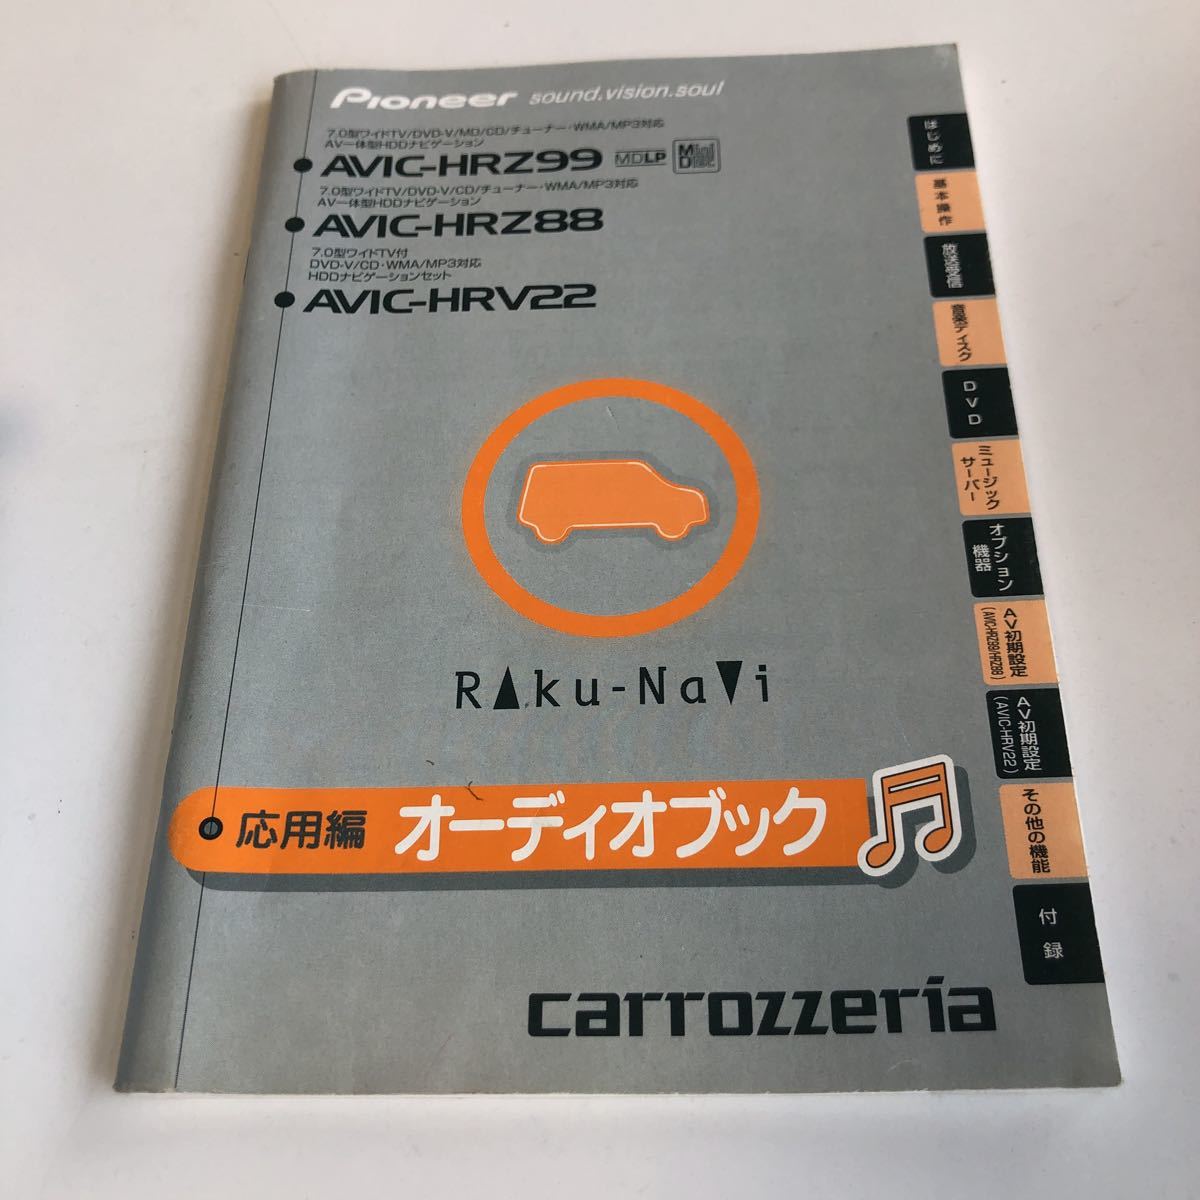 Pioneer sound.vision.soul
7.0型ワイドTV/DVD-V/MD/CD/チューナー・WMA/MP3対応
AV一体型HDDナビゲーション
AVIC-HRZ99 MDLP Mini Disc
7.0型ワイドTV/DVD-V/CD/チューナー・WMA/MP3対応
AV一体型HDDナビゲーション
AVIC-HRZ88
7.0型ワイドTV付
DVD-V/CD・WMA/MP3対応
HDDナビゲーションセット
AVIC-HRV22
RAku-NaVi
応用編 オーディオブック
carrozzeria
はじめに
基本操作
放送受信
音楽ディスク
DVD
ミュージック
サーバー
オプション
機器
AV初期設定
(AVIC-HRZ99/HRZ88)
AV初期設定
(AVIC-HRV22)
その他の機能
付録